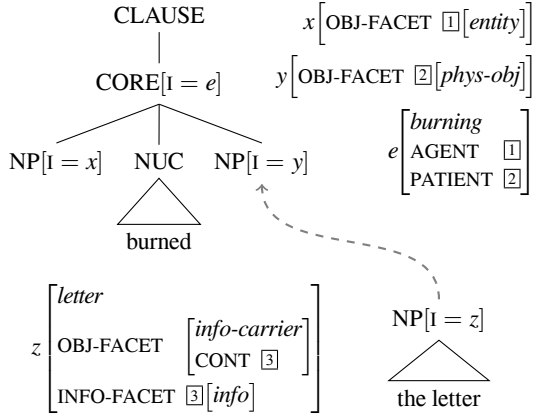 CLAUSE
CORE[I = e]
NP[I = x] NUC NP[I = y]
burned
x[OBJ-FACET 1[entity]]
y[OBJ-FACET 2[phys-obj]]
e[burning
AGENT 1
PATIENT 2]
z[letter
OBJ-FACET [info-carrier
CONT 3]
INFO-FACET 3[info]]
NP[I = z]
the letter